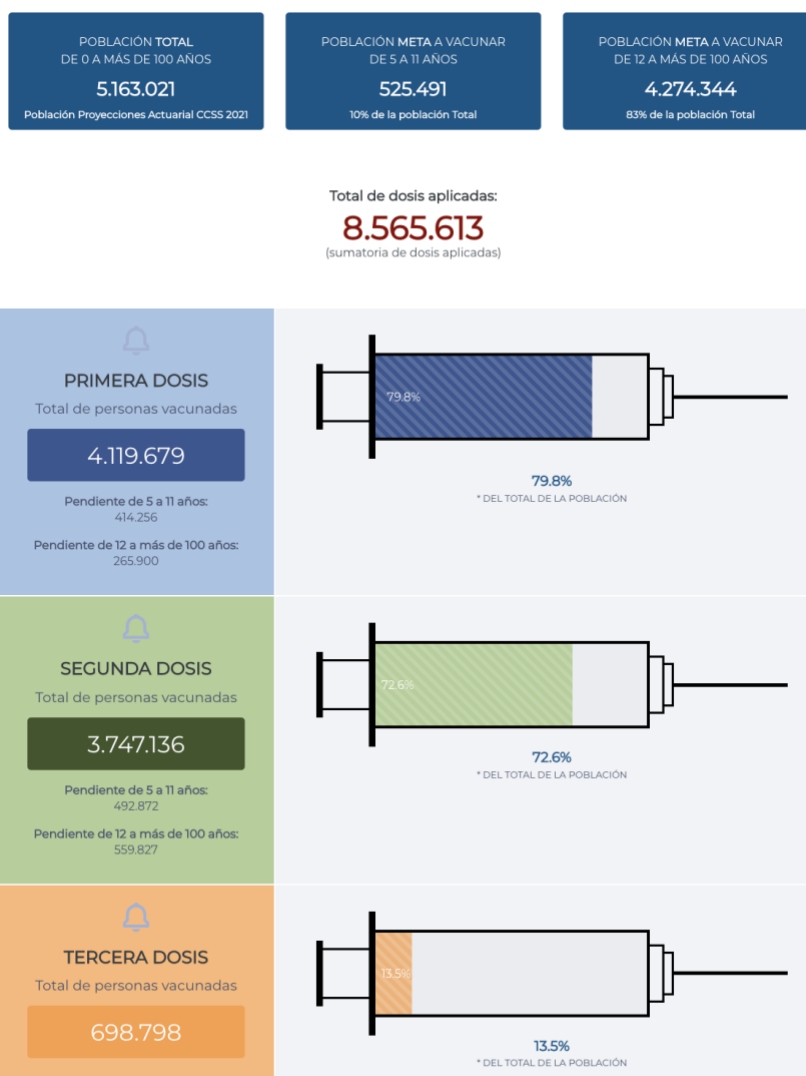 POBLACIÓN TOTAL
DE 0 A MÁS DE 100 AÑOS
5.163.021
Población Proyecciones Actuarial CCSS 2021
POBLACIÓN META A VACUNAR
DE 5 A 11 AÑOS
525.491
10% de la población Total
POBLACIÓN META A VACUNAR
DE 12 A MÁS DE 100 AÑOS
4.274.344
83% de la población Total
Total de dosis aplicadas:
8.565.613
(sumatoria de dosis aplicadas)
PRIMERA DOSIS
Total de personas vacunadas
4.119.679
Pendiente de 5 a 11 años:
414.256
Pendiente de 12 a más de 100 años:
265.900
79.8%
79.8%
* DEL TOTAL DE LA POBLACIÓN
SEGUNDA DOSIS
Total de personas vacunadas
3.747.136
Pendiente de 5 a 11 años:
492.872
Pendiente de 12 a más de 100 años:
559.827
72.6%
72.6%
* DEL TOTAL DE LA POBLACIÓN
TERCERA DOSIS
Total de personas vacunadas
698.798
13.5%
13.5%
* DEL TOTAL DE LA POBLACIÓN